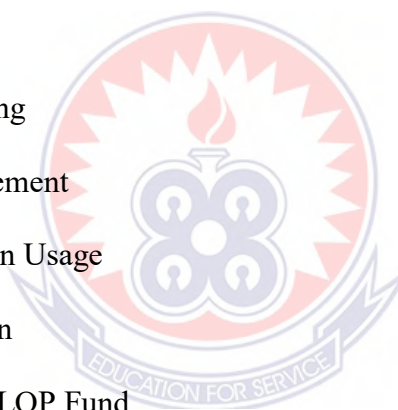 ng
ement
n Usage
n
LOP Fund
EDUCATION FOR SERVICE